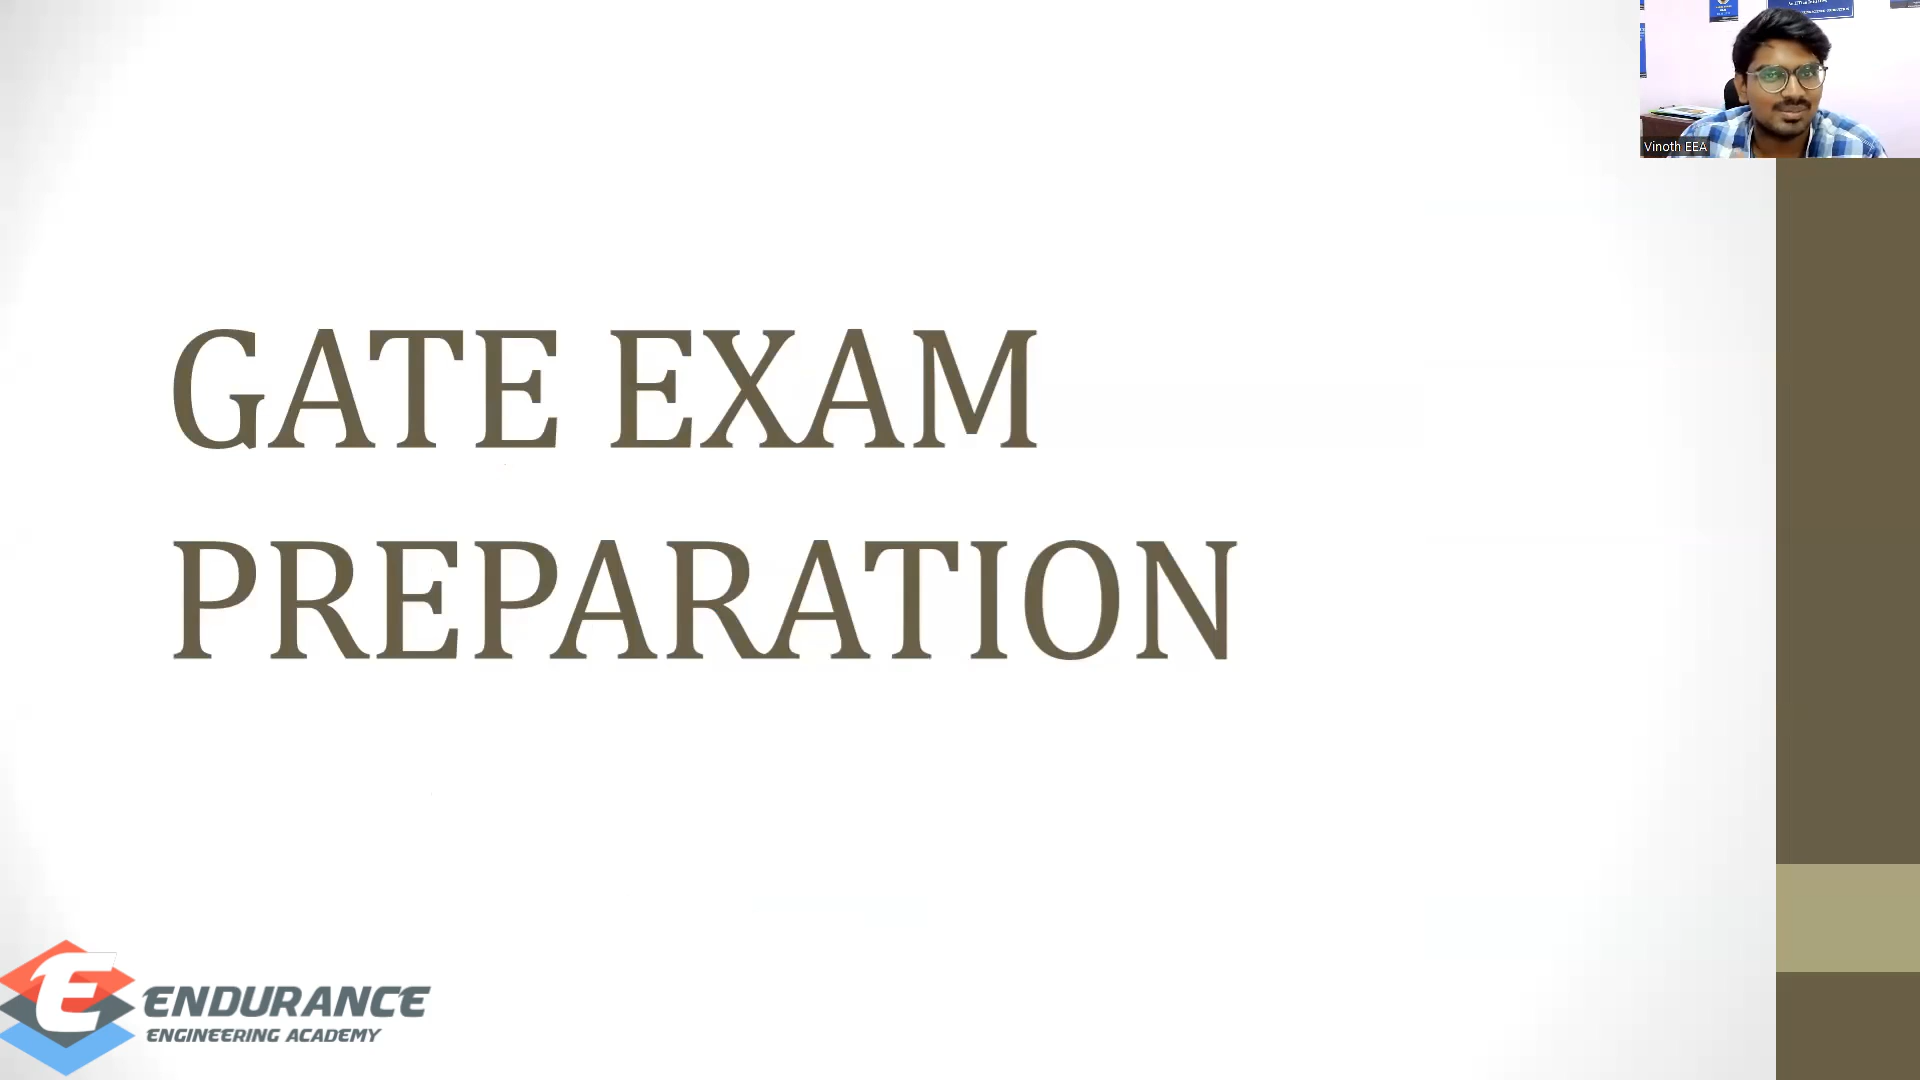 GATE EXAM
PREPARATION
Vinoth EEA
E
ENDURANCE
ENGINEERING ACADEMY